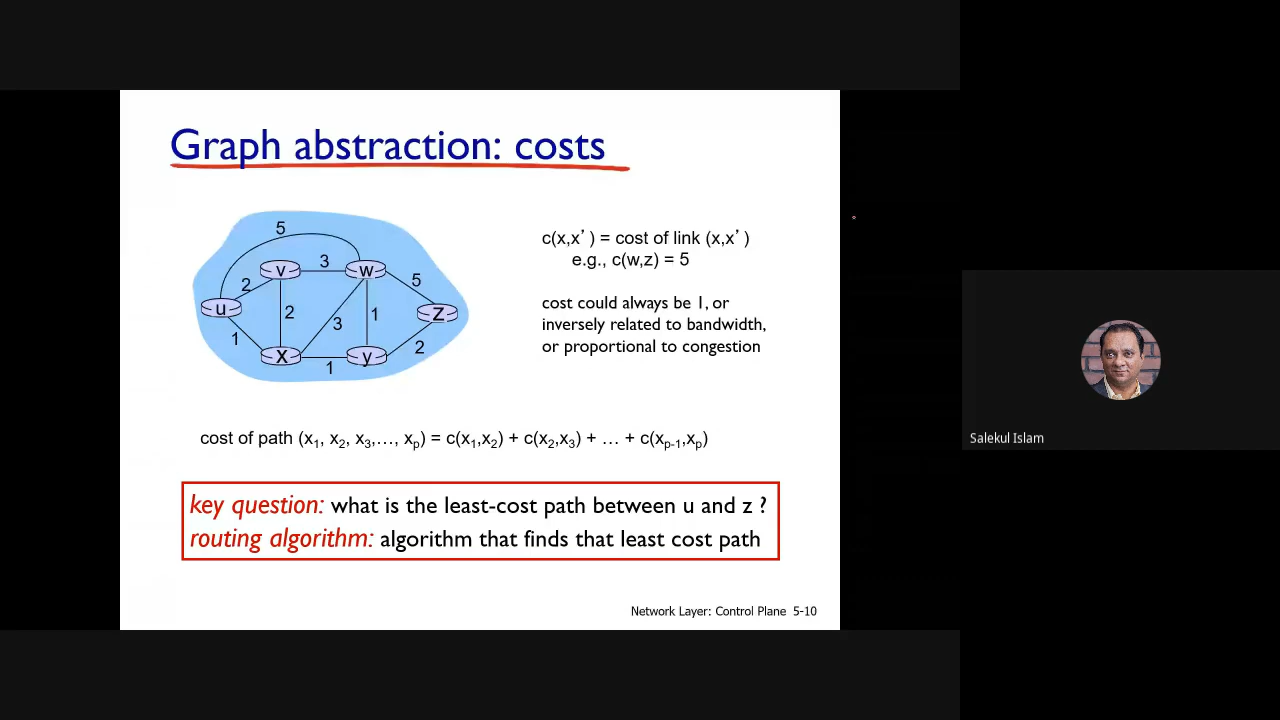 Graph abstraction: costs
5
v
3
w
2
5
u
2
3
1
z
1
x
y
2
1
c(x,x’) = cost of link (x,x’)
e.g., c(w,z) = 5
cost could always be 1, or
inversely related to bandwidth,
or proportional to congestion
cost of path (x₁, x₂, x₃,…, xₚ) = c(x₁,x₂) + c(x₂,x₃) + … + c(xₚ₋₁,xₚ)
key question: what is the least-cost path between u and z ?
routing algorithm: algorithm that finds that least cost path
Network Layer: Control Plane 5-10
Salekul Islam